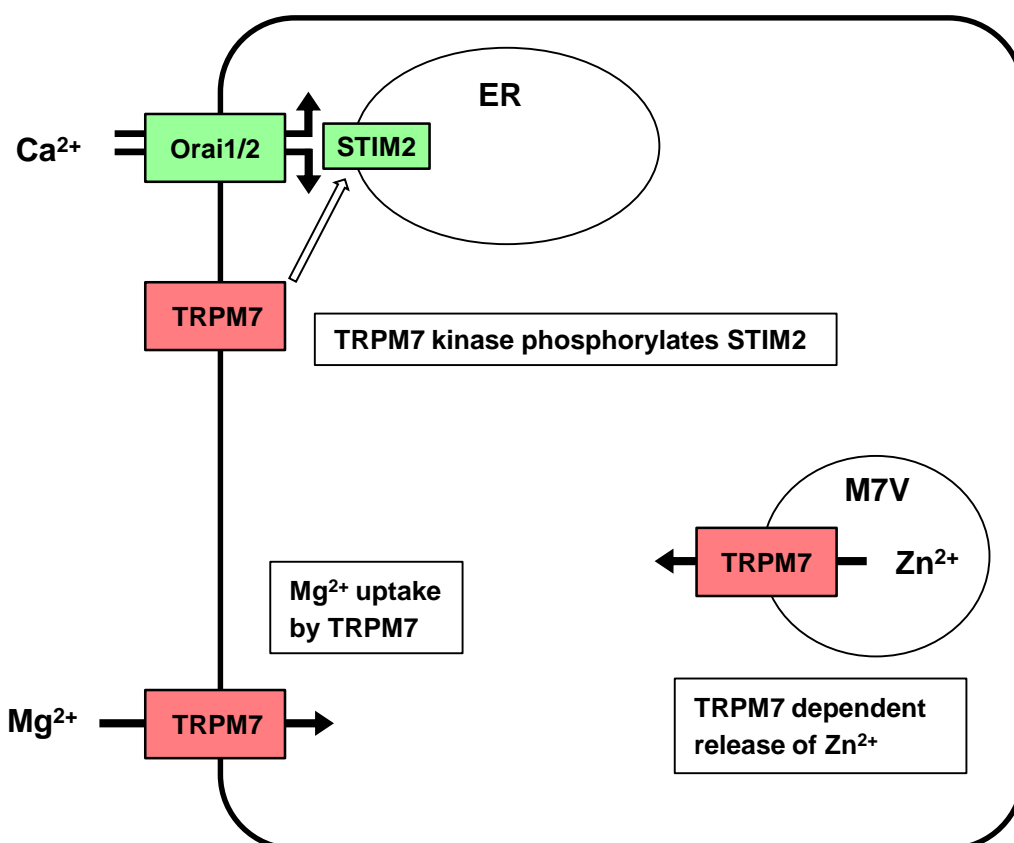 ER
Ca²⁺
Orai1/2
STIM2
TRPM7
TRPM7 kinase phosphorylates STIM2
M7V
TRPM7
Zn²⁺
Mg²⁺ uptake
by TRPM7
Mg²⁺
TRPM7
TRPM7 dependent
release of Zn²⁺